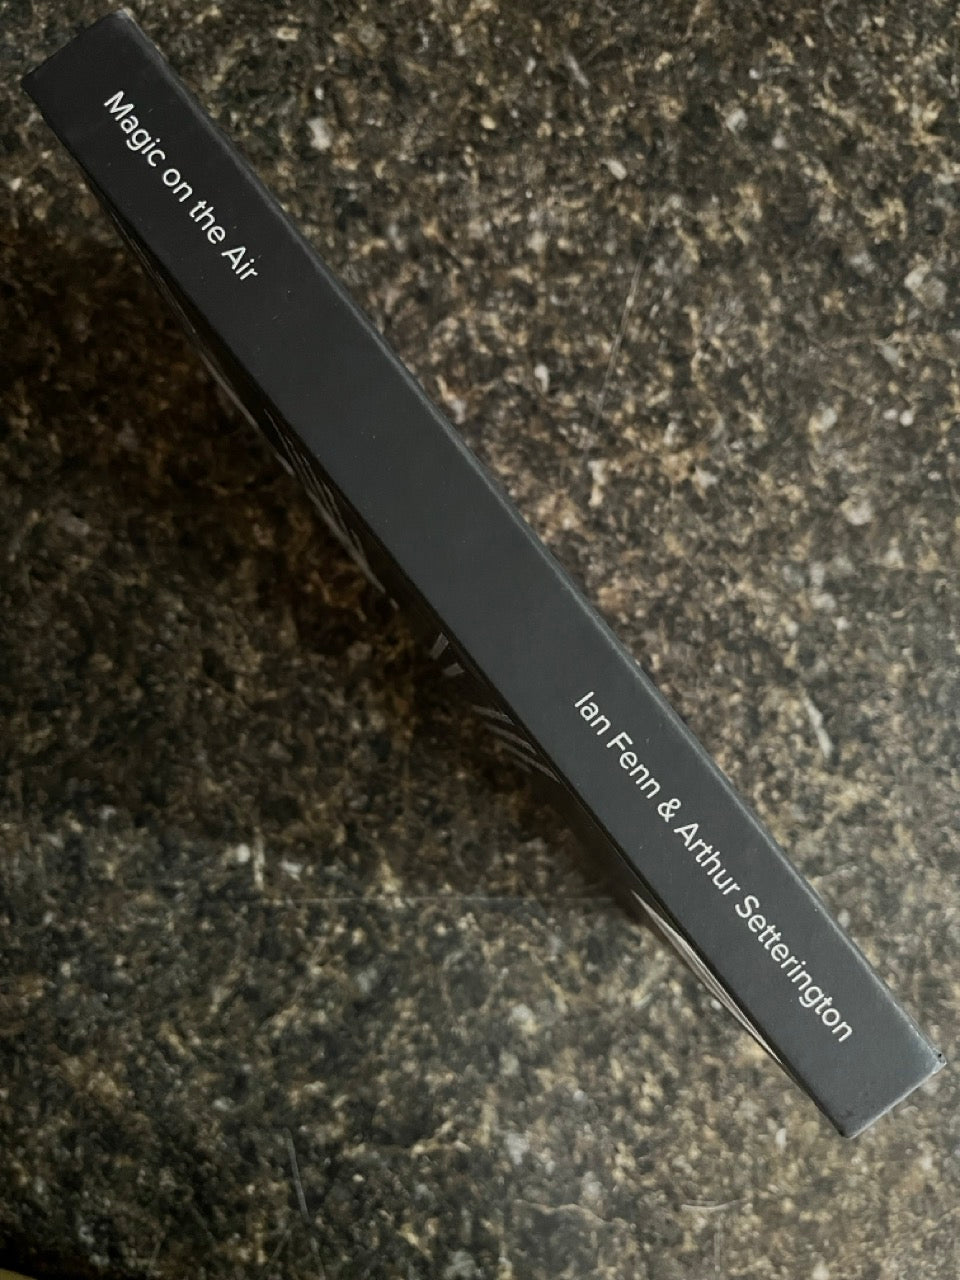 Magic on the Air
Ian Fenn & Arthur Setterington